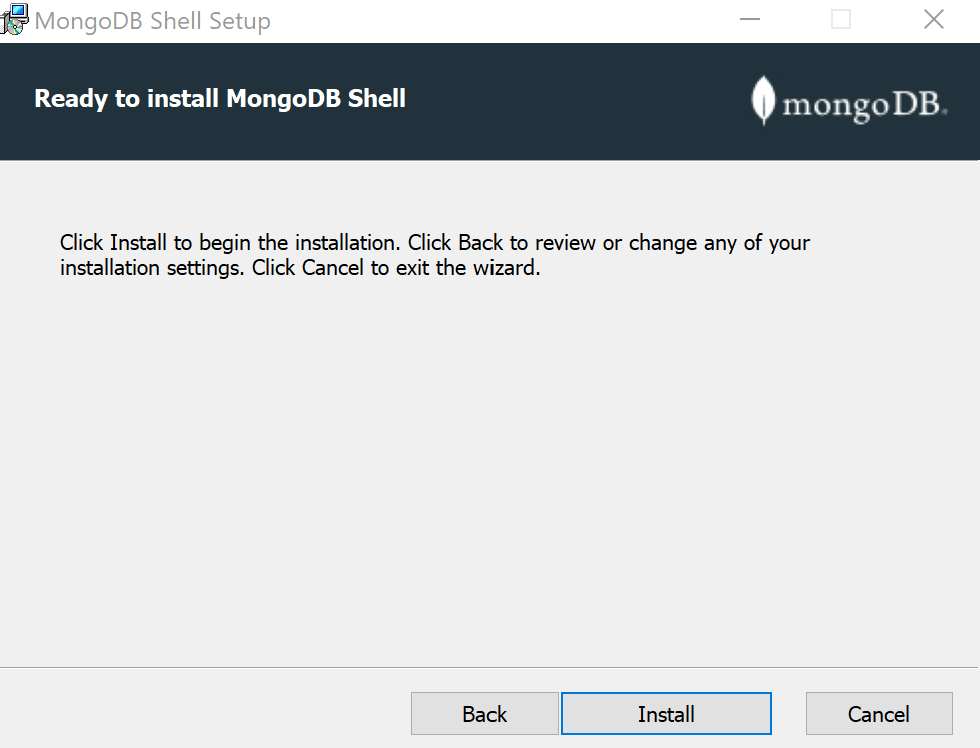 MongoDB Shell Setup
Ready to install MongoDB Shell
mongoDB®
Click Install to begin the installation. Click Back to review or change any of your
installation settings. Click Cancel to exit the wizard.
Back
Install
Cancel